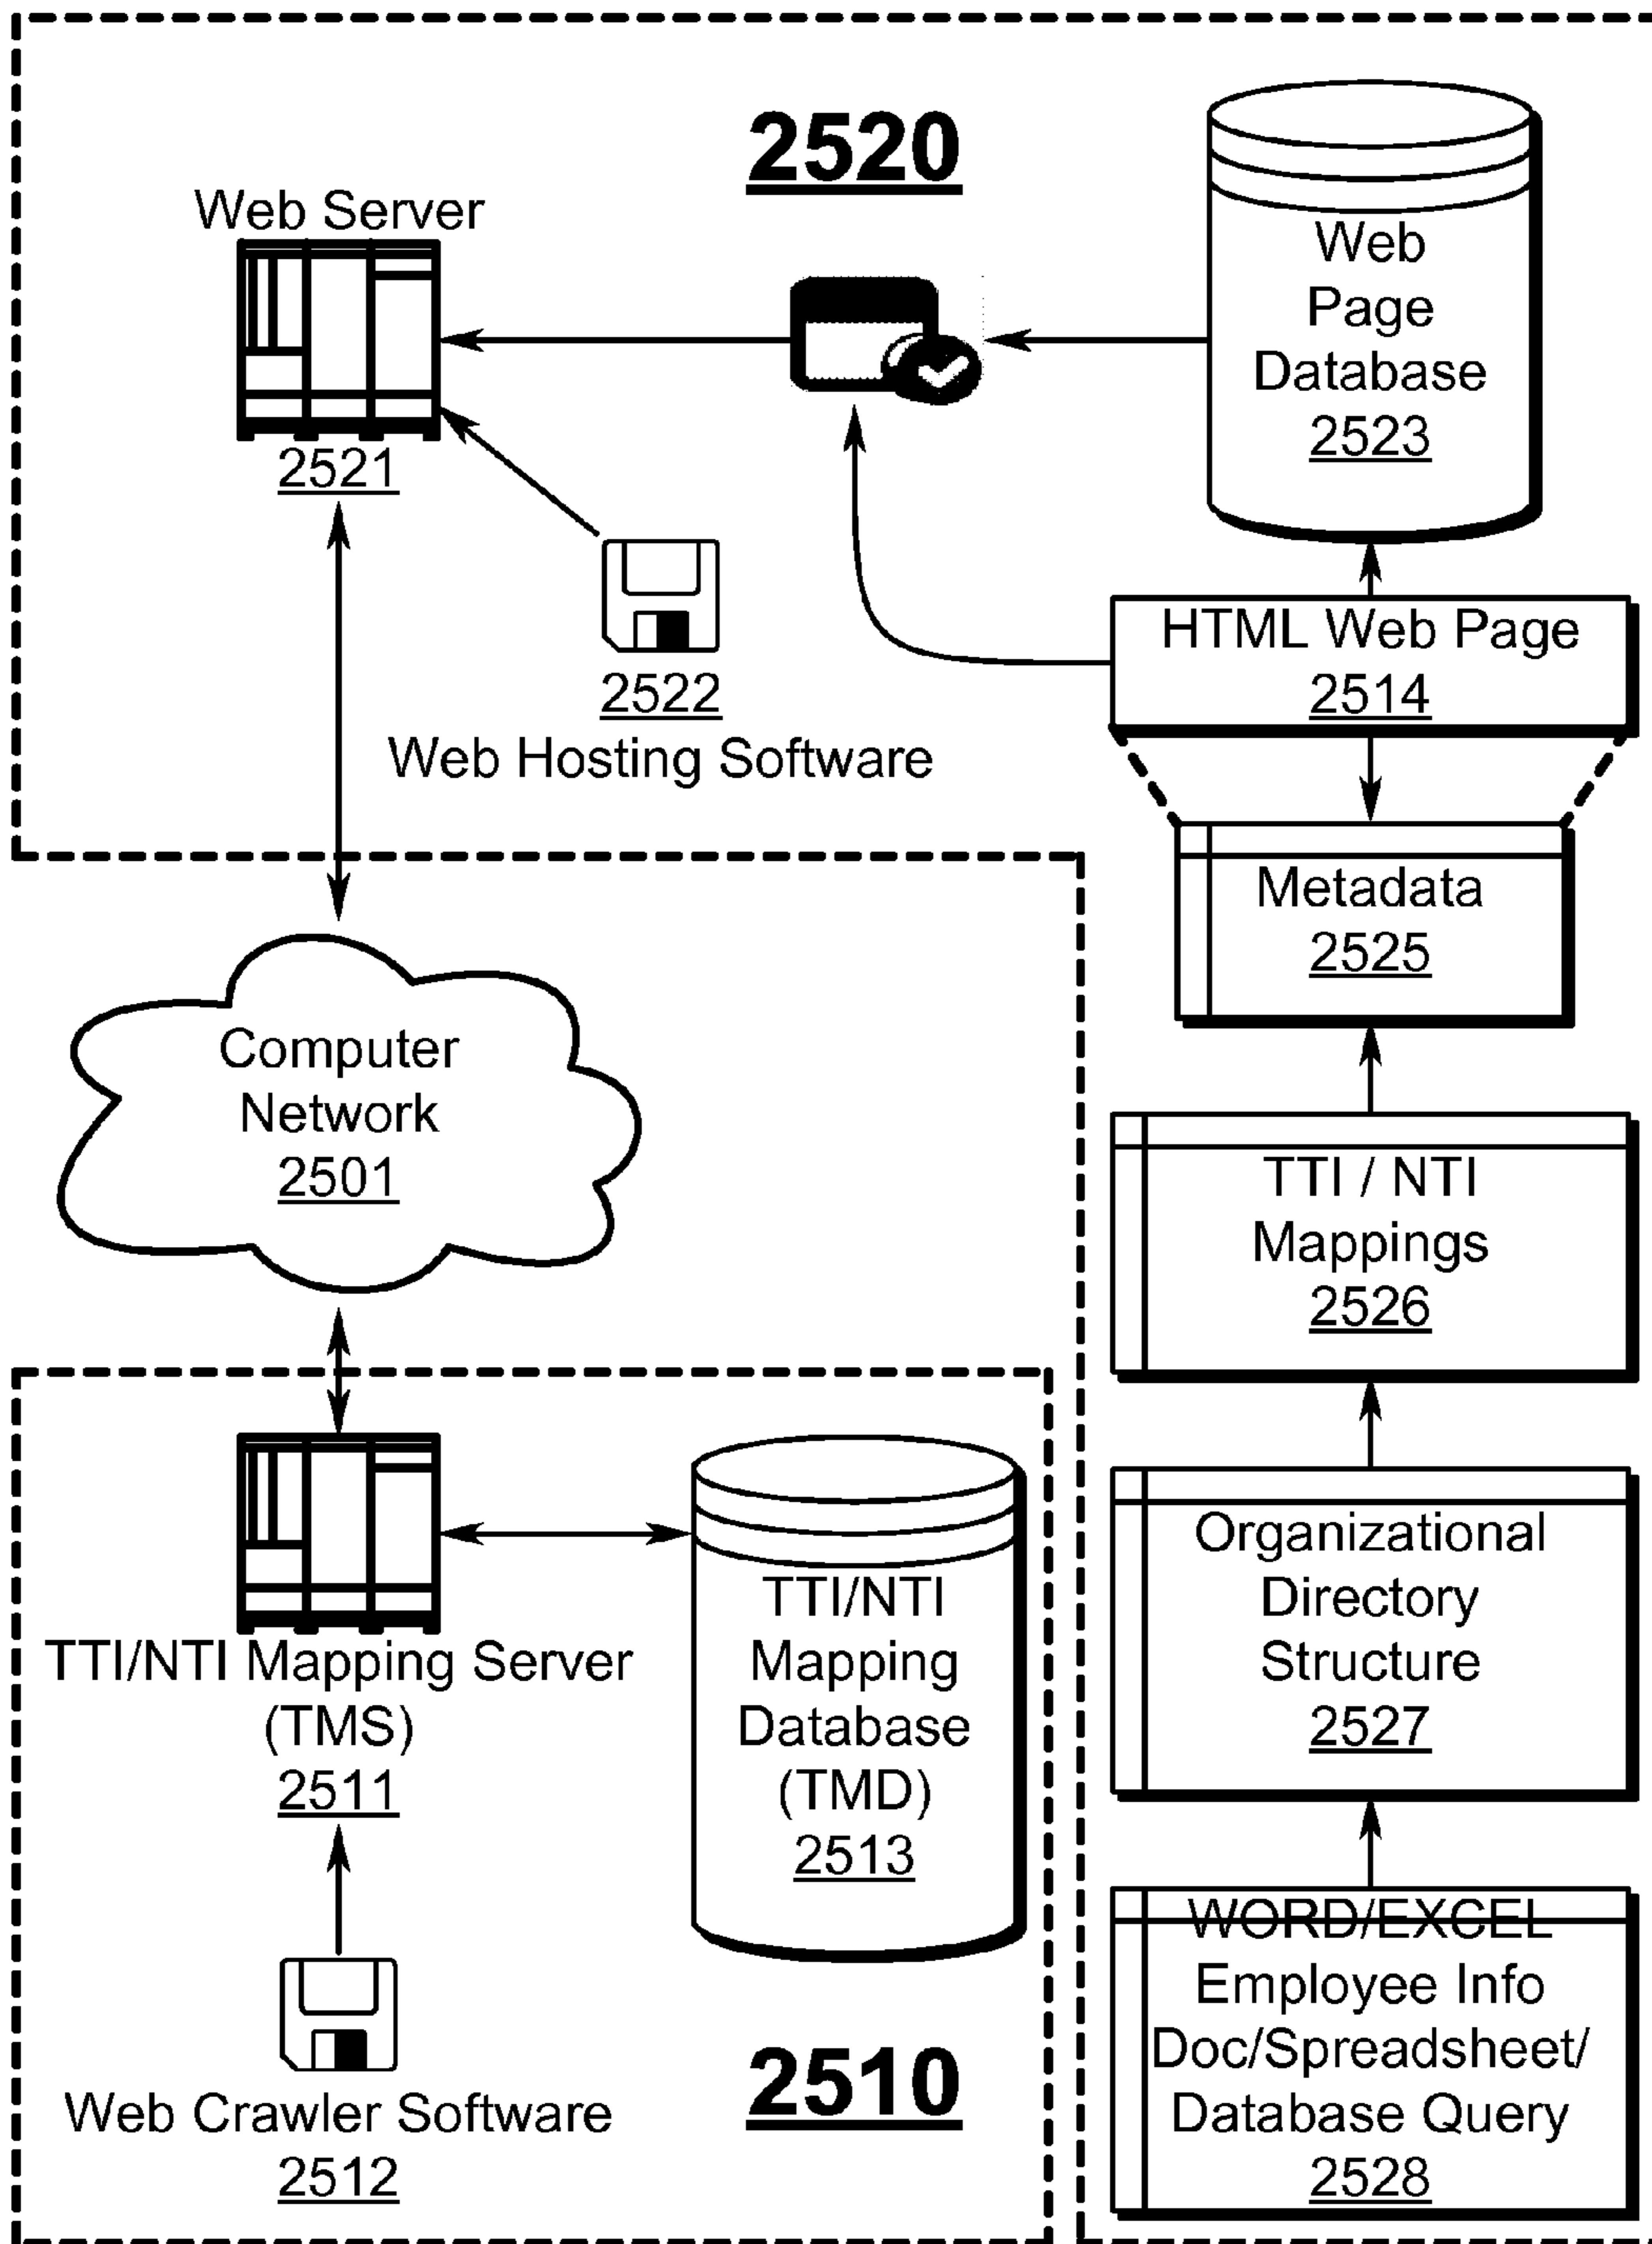 2520
Web Server
2521
2522
Web Hosting Software
Web
Page
Database
2523
HTML Web Page
2514
Metadata
2525
TTI / NTI
Mappings
2526
Organizational
Directory
Structure
2527
WORD/EXCEL
Employee Info
Doc/Spreadsheet/
Database Query
2528
Computer
Network
2501
TTI/NTI Mapping Server
(TMS)
2511
TTI/NTI
Mapping
Database
(TMD)
2513
Web Crawler Software
2512
2510